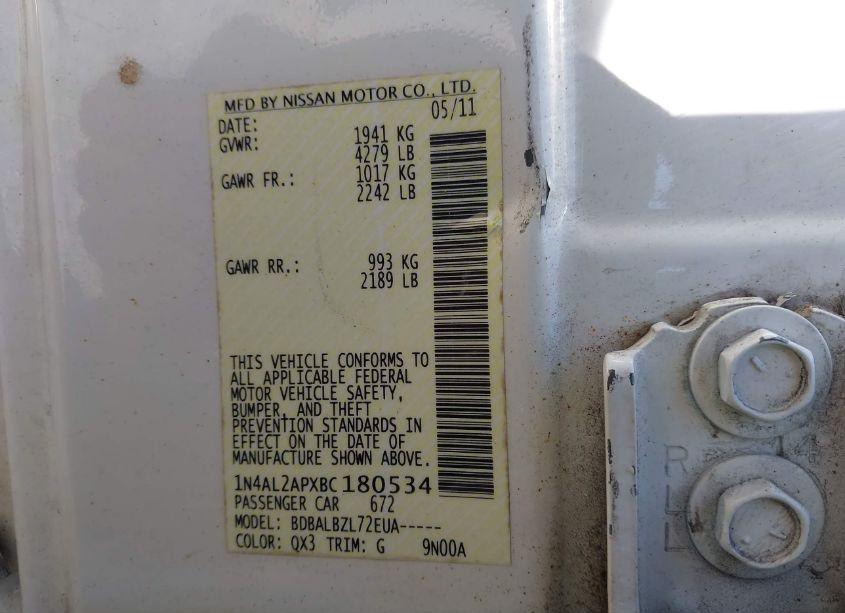 MFD BY NISSAN MOTOR CO., LTD.
DATE: 05/11
GVWR: 1941 KG
4279 LB
GAWR FR.: 1017 KG
2242 LB
GAWR RR.: 993 KG
2189 LB
THIS VEHICLE CONFORMS TO
ALL APPLICABLE FEDERAL
MOTOR VEHICLE SAFETY,
BUMPER, AND THEFT
PREVENTION STANDARDS IN
EFFECT ON THE DATE OF
MANUFACTURE SHOWN ABOVE.
1N4AL2APXBC180534
PASSENGER CAR 672
MODEL: BDBALBZL72EUA-----
COLOR: QX3 TRIM: G 9N00A
14
R
L
L